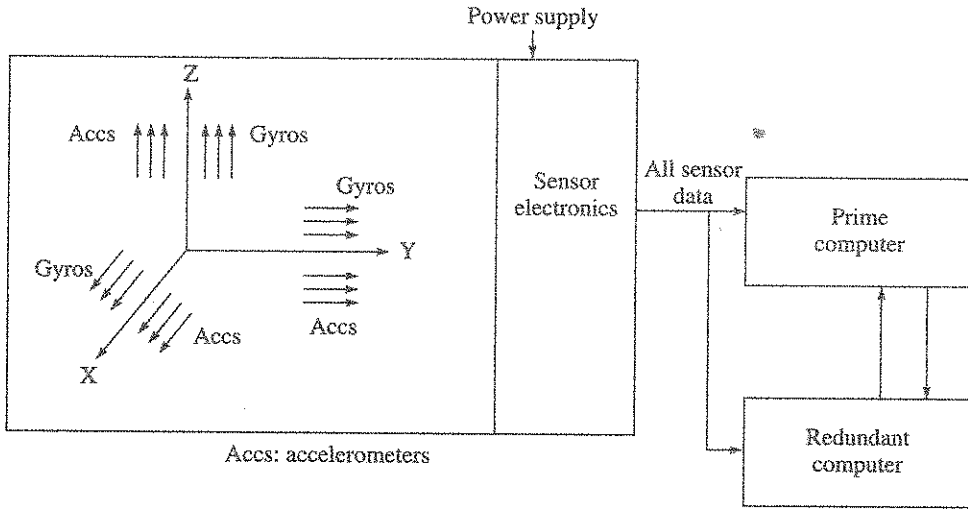 Power supply
Z
Accs
Gyros
Gyros
Sensor
electronics
All sensor
data
Prime
computer
Y
Gyros
Accs
Accs
X
Redundant
computer
Accs: accelerometers